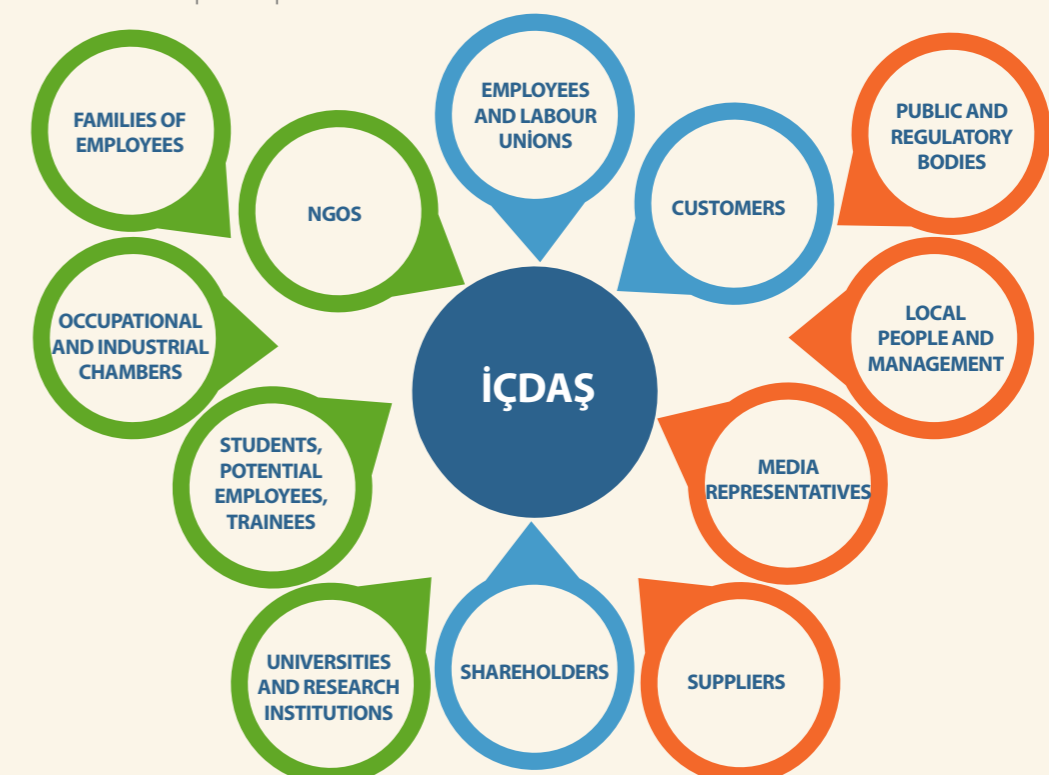 FAMILIES OF
EMPLOYEES
NGOS
EMPLOYEES
AND LABOUR
UNİONS
CUSTOMERS
PUBLIC AND
REGULATORY
BODIES
OCCUPATIONAL
AND INDUSTRIAL
CHAMBERS
İÇDAŞ
LOCAL
PEOPLE AND
MANAGEMENT
STUDENTS,
POTENTIAL
EMPLOYEES,
TRAINEES
MEDIA
REPRESENTATIVES
UNIVERSITIES
AND RESEARCH
INSTITUTIONS
SHAREHOLDERS
SUPPLIERS